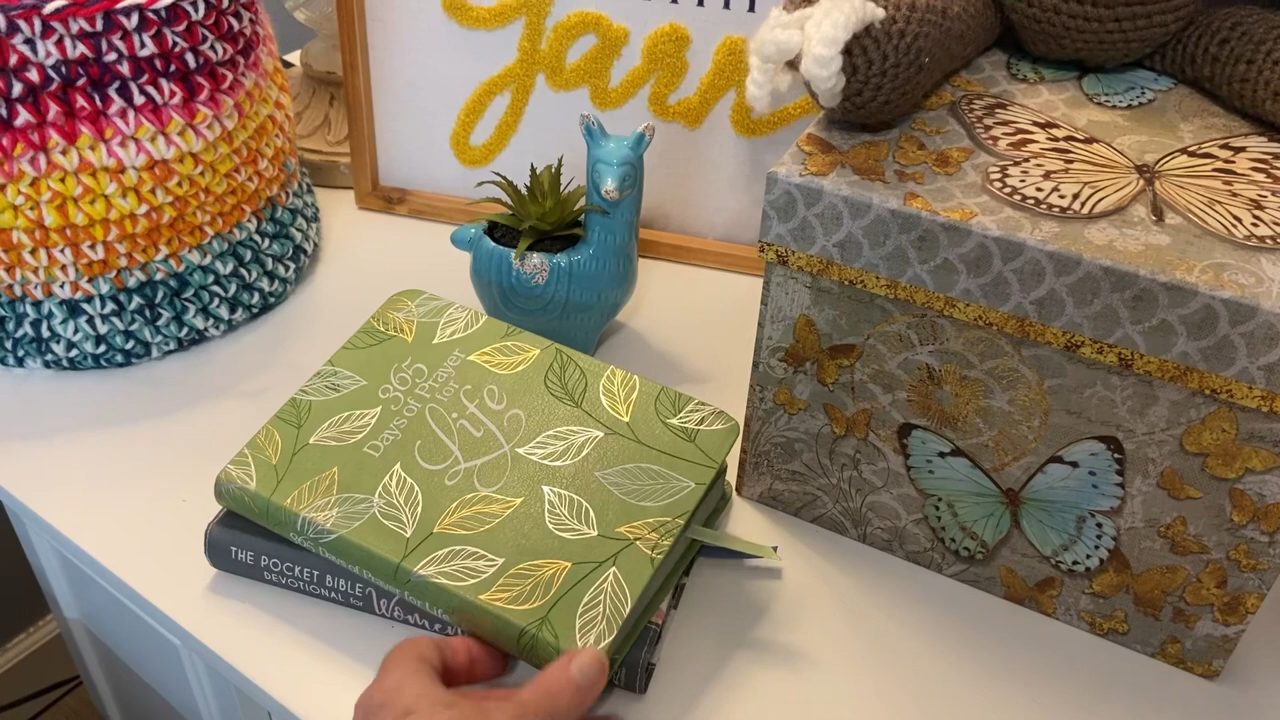 yarn
365
Days of Prayer
for
Life
365 Days of Prayer for Life
THE POCKET BIBLE
DEVOTIONAL for
Women